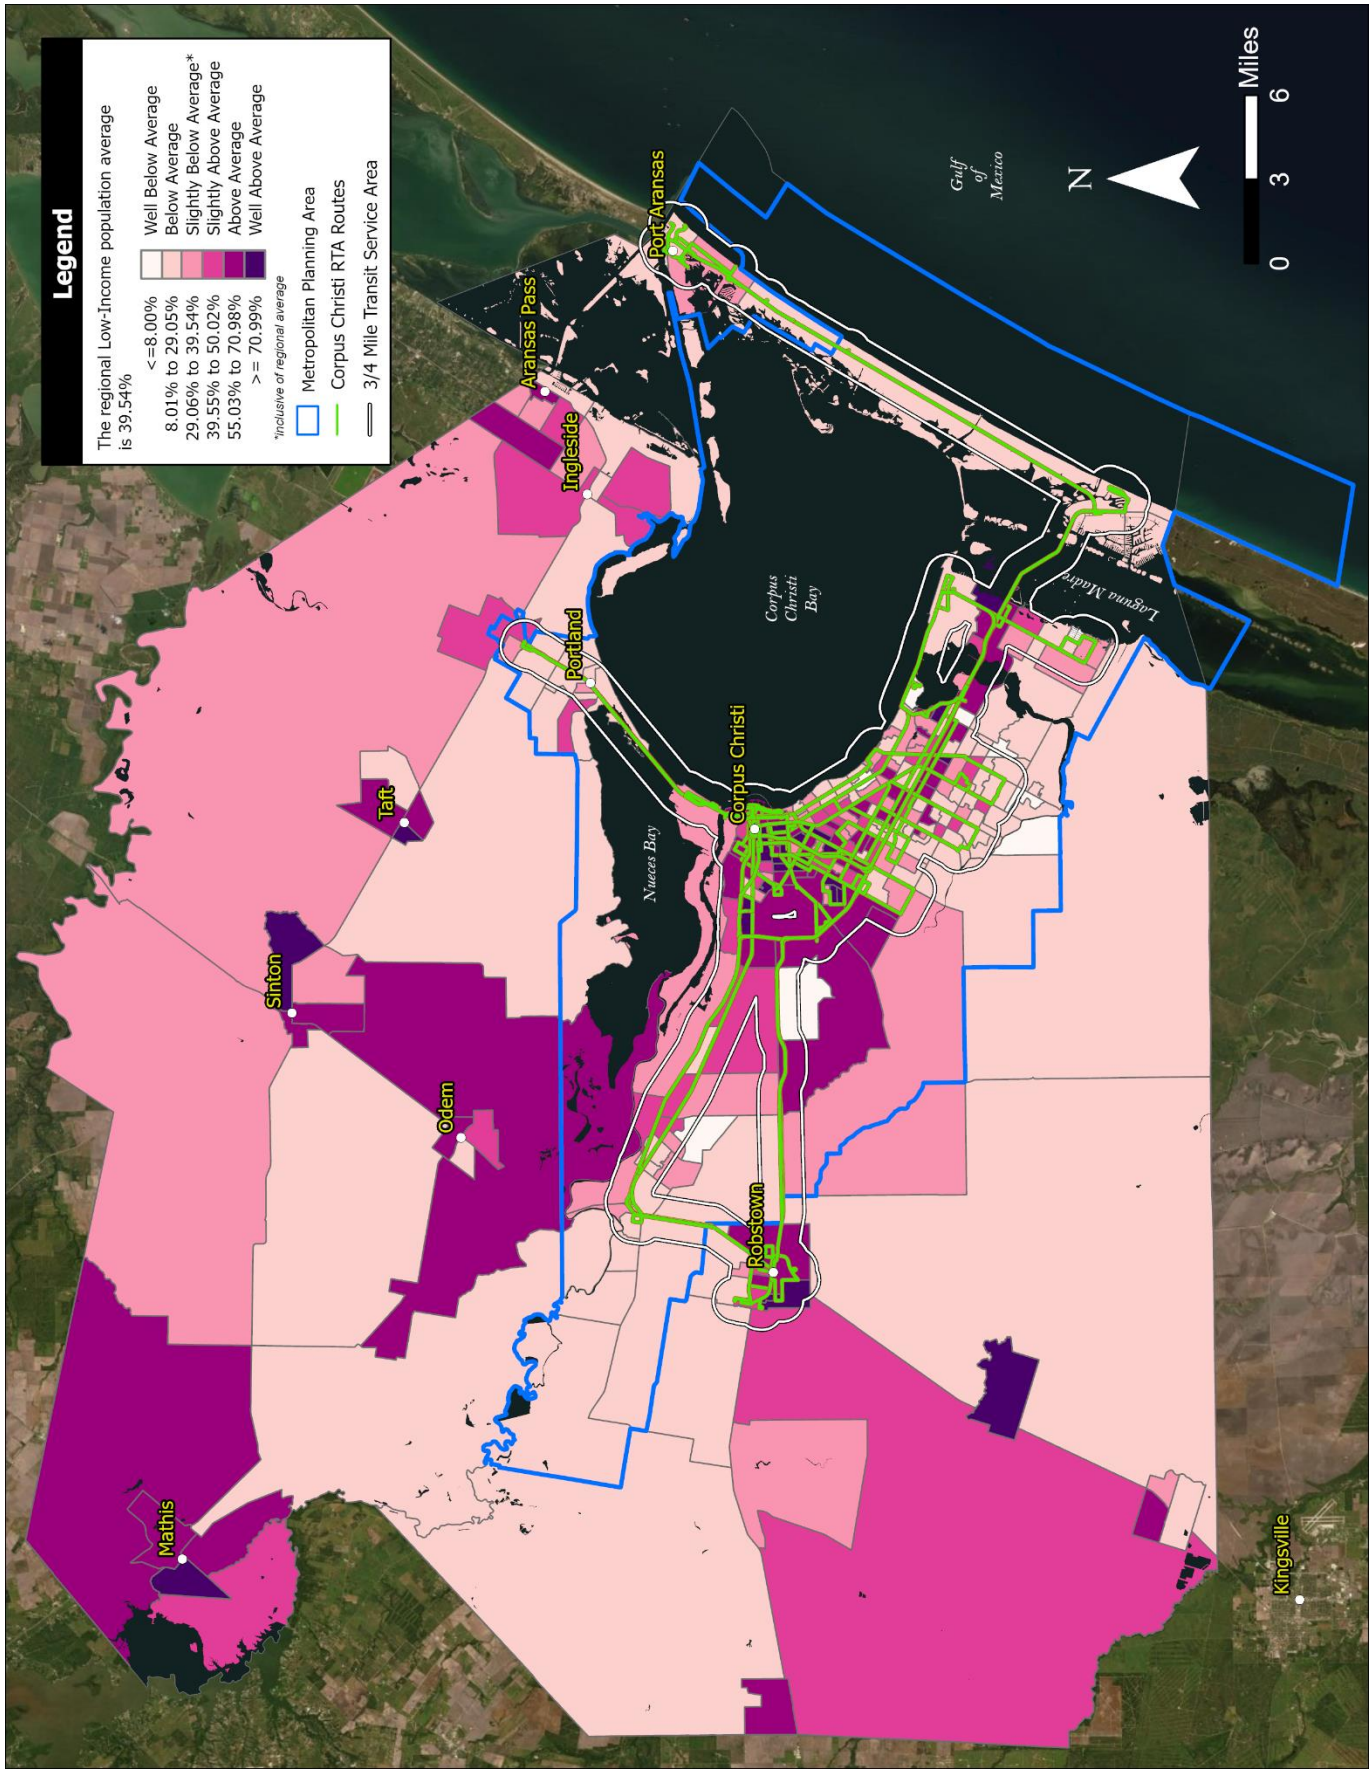 Legend
The regional Low-Income population average
is 39.54%
<=8.00% Well Below Average
8.01% to 29.05% Below Average
29.06% to 39.54% Slightly Below Average*
39.55% to 50.02% Slightly Above Average
55.03% to 70.98% Above Average
>= 70.99% Well Above Average
*inclusive of regional average
Metropolitan Planning Area
Corpus Christi RTA Routes
3/4 Mile Transit Service Area
Mathis
Sinton
Taft
Odem
Aransas Pass
Ingleside
Portland
Port Aransas
Nueces Bay
Corpus Christi
Corpus
Christi
Bay
Robstown
Gulf
of
Mexico
Laguna Madre
Kingsville
N
0 3 6 Miles